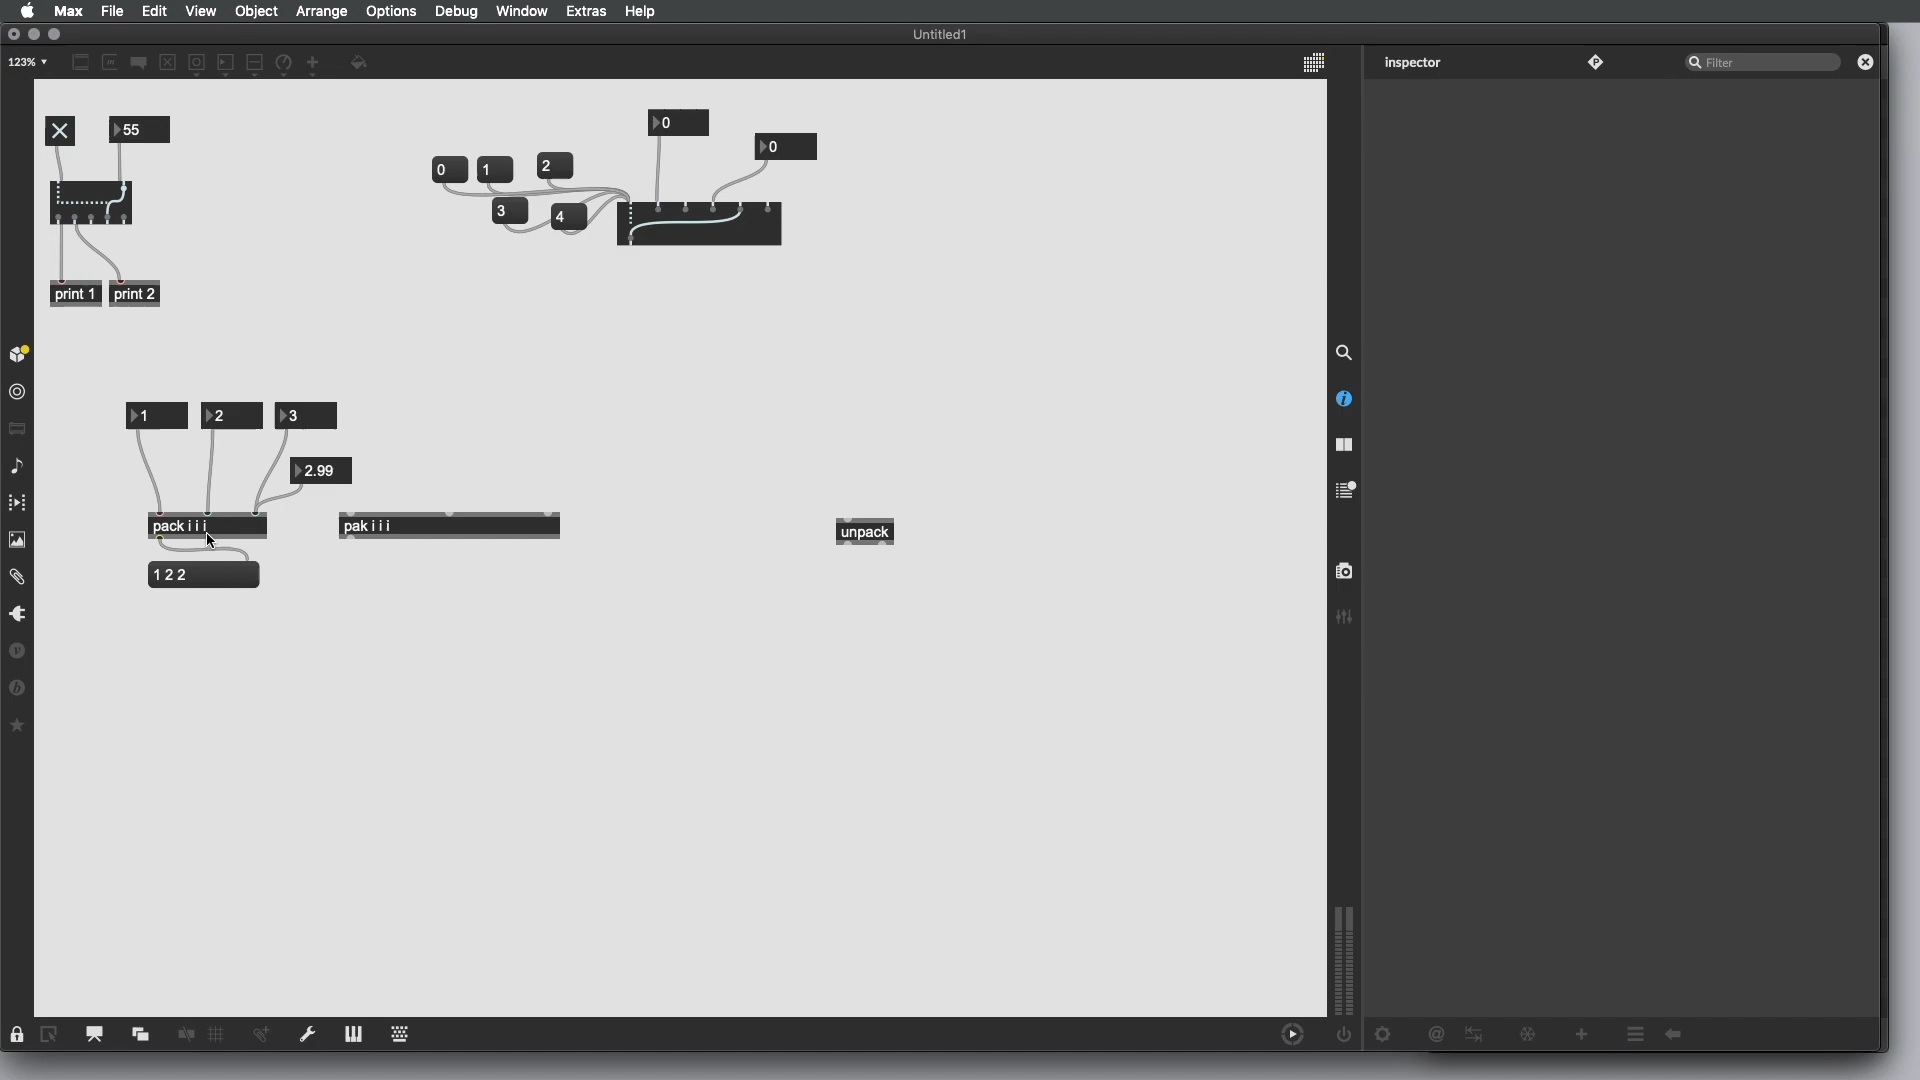 Max File Edit View Object Arrange Options Debug Window Extras Help
Untitled1
123%
inspector
Filter
55
0
0
0
1
2
3
4
print 1
print 2
1
2
3
2.99
pack i i i
pak i i i
unpack
1 2 2